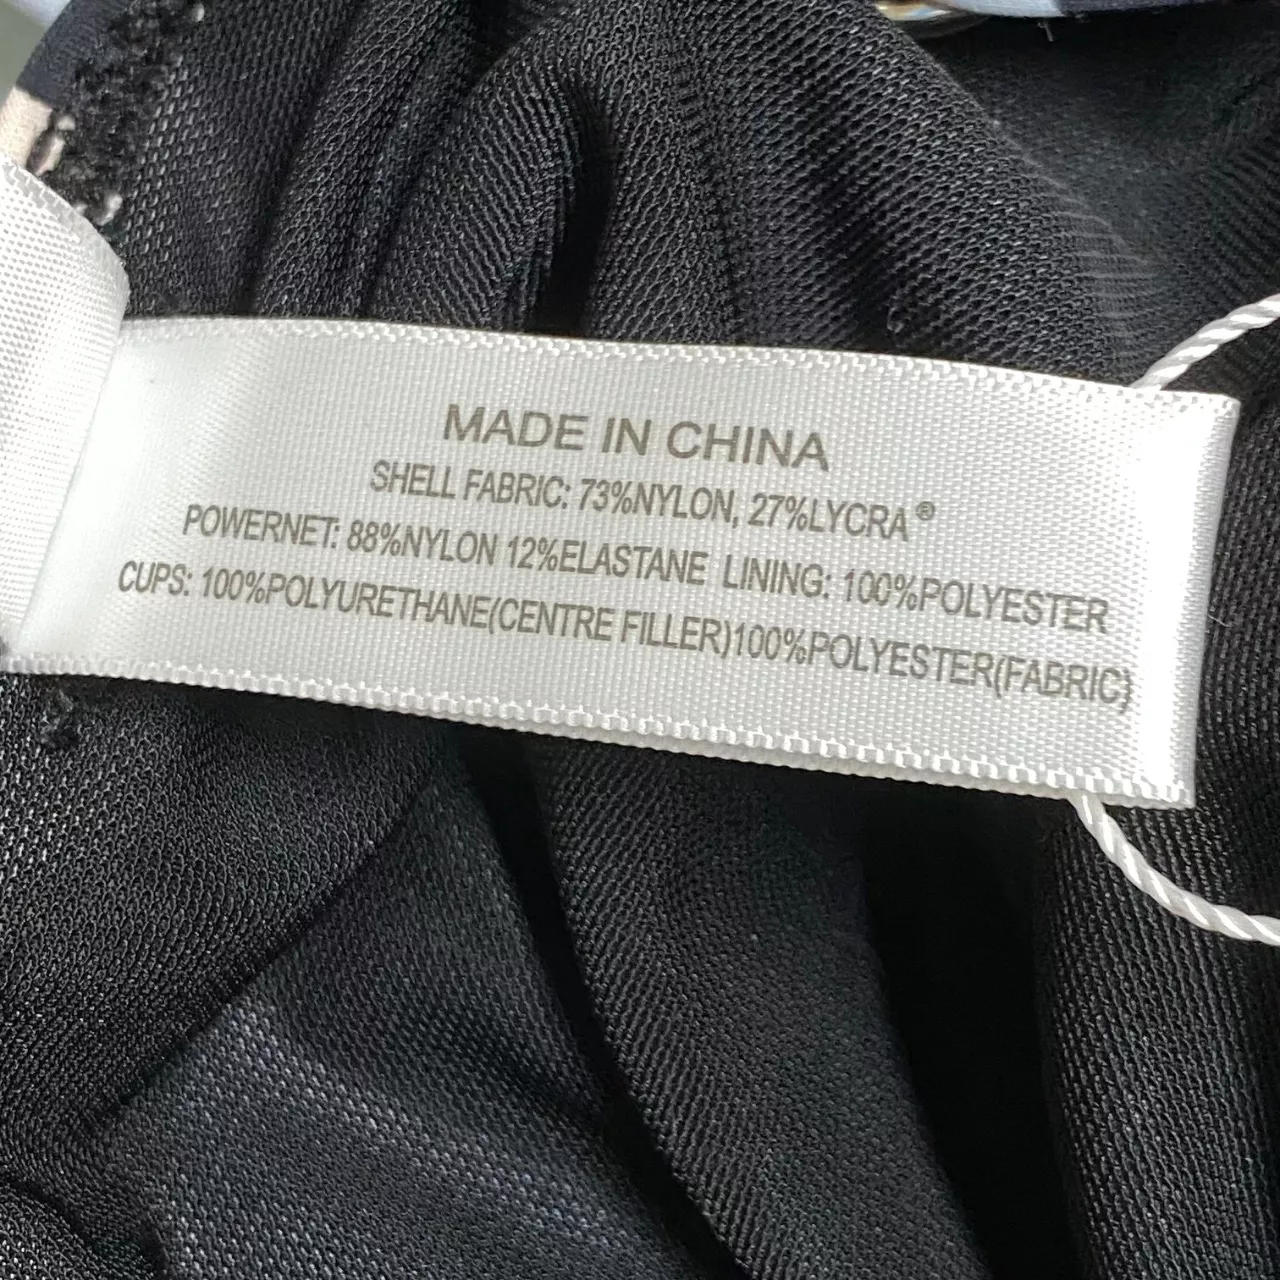 MADE IN CHINA
SHELL FABRIC: 73%NYLON, 27%LYCRA®
POWERNET: 88%NYLON 12%ELASTANE LINING: 100%POLYESTER
CUPS: 100%POLYURETHANE(CENTRE FILLER)100%POLYESTER(FABRIC)